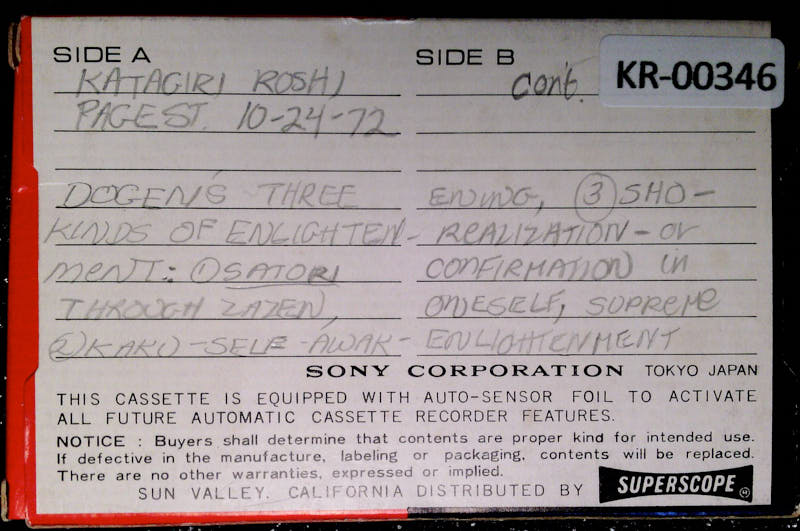 SIDE A
KATAGIRI ROSHI
PAGE ST. 10-24-72
SIDE B
Cont.
KR-00346
DOGEN'S THREE
KINDS OF ENLIGHTEN-
MENT: ① SATORI
THROUGH ZAZEN,
② KAKU-SELF-AWAK-
ENING, ③ SHO-
REALIZATION-or
CONFIRMATION in
ONESELF, SUPREME
ENLIGHTENMENT
SONY CORPORATION TOKYO JAPAN
THIS CASSETTE IS EQUIPPED WITH AUTO-SENSOR FOIL TO ACTIVATE
ALL FUTURE AUTOMATIC CASSETTE RECORDER FEATURES.
NOTICE : Buyers shall determine that contents are proper kind for intended use.
If defective in the manufacture, labeling or packaging, contents will be replaced.
There are no other warranties, expressed or implied.
SUN VALLEY. CALIFORNIA DISTRIBUTED BY SUPERSCOPE ®